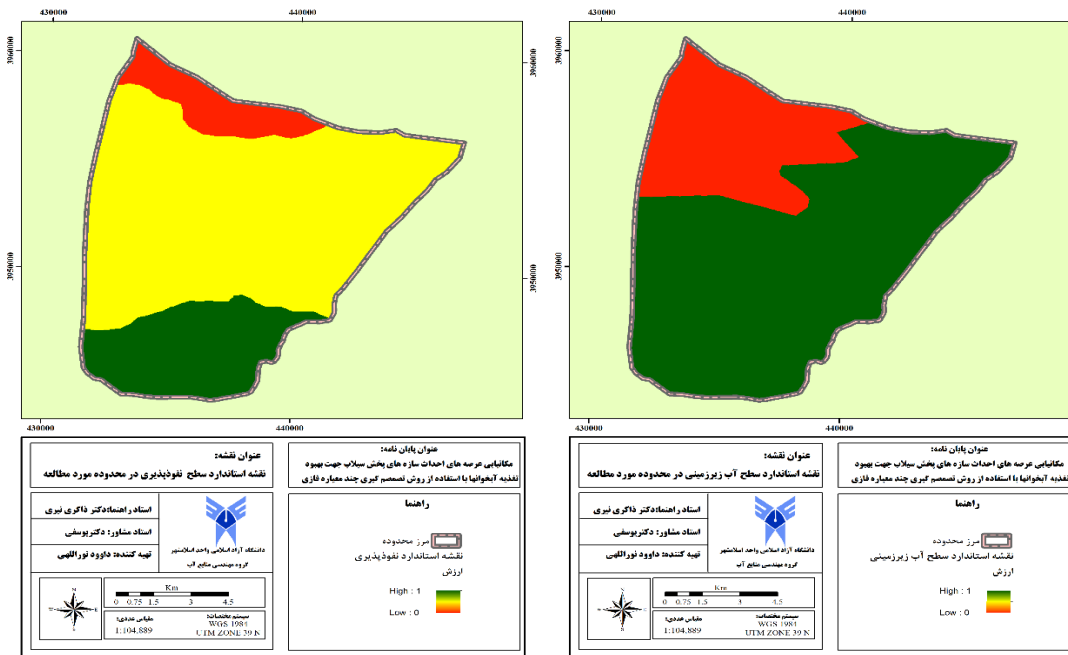 430000
440000
3960000
3960000
3950000
3950000
430000
440000
عنوان نقشه:
نقشه استاندارد سطح نفوذپذیری در محدوده مورد مطالعه
استاد راهنما:دکتر ذاکری نیری
استاد مشاور: دکتریوسفی
تهیه کننده: داوود نوراللهی
دانشگاه آزاد اسلامی واحد اسلامشهر
گروه مهندسی منابع آب
N
Km
0 0.75 1.5 3 4.5
مقیاس عددی:
1:104,889
سیستم مختصات:
WGS 1984
UTM ZONE 39 N
عنوان پایان نامه:
مکانیابی عرصه های احداث سازه های پخش سیلاب جهت بهبود
تغذیه آبخوانها با استفاده از روش تصمصم گیری چند معیاره فازی
راهنما
مرز محدوده
نقشه استاندارد نفوذپذیری
ارزش
High : 1
Low : 0
430000
440000
3960000
3950000
430000
440000
عنوان نقشه:
نقشه استاندارد سطح آب زیرزمینی در محدوده مورد مطالعه
استاد راهنما:دکتر ذاکری نیری
استاد مشاور: دکتریوسفی
تهیه کننده: داوود نوراللهی
دانشگاه آزاد اسلامی واحد اسلامشهر
گروه مهندسی منابع آب
N
Km
0 0.75 1.5 3 4.5
مقیاس عددی:
1:104,889
سیستم مختصات:
WGS 1984
UTM ZONE 39 N
عنوان پایان نامه:
مکانیابی عرصه های احداث سازه های پخش سیلاب جهت بهبود
تغذیه آبخوانها با استفاده از روش تصمصم گیری چند معیاره فازی
راهنما
مرز محدوده
نقشه استاندارد سطح آب زیرزمینی
ارزش
High : 1
Low : 0